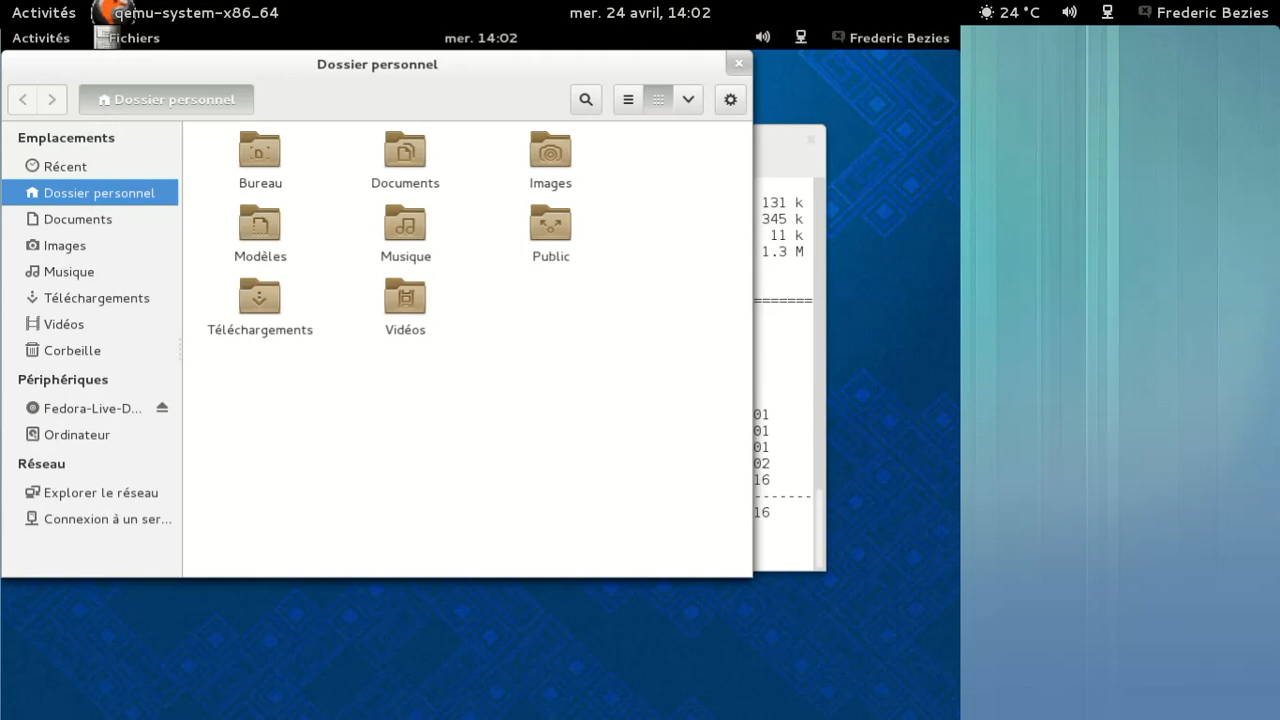 Activités qemu-system-x86_64 mer. 24 avril, 14:02 24 °C Frederic Bezies
Activités Fichiers mer. 14:02 Frederic Bezies
Dossier personnel
Dossier personnel
Emplacements
Récent
Dossier personnel
Documents
Images
Musique
Téléchargements
Vidéos
Corbeille
Périphériques
Fedora-Live-D...
Ordinateur
Réseau
Explorer le réseau
Connexion à un ser...
Bureau Documents Images
Modèles Musique Public
Téléchargements Vidéos
131 k
345 k
11 k
1.3 M
=======
01
01
01
02
16
-------
16